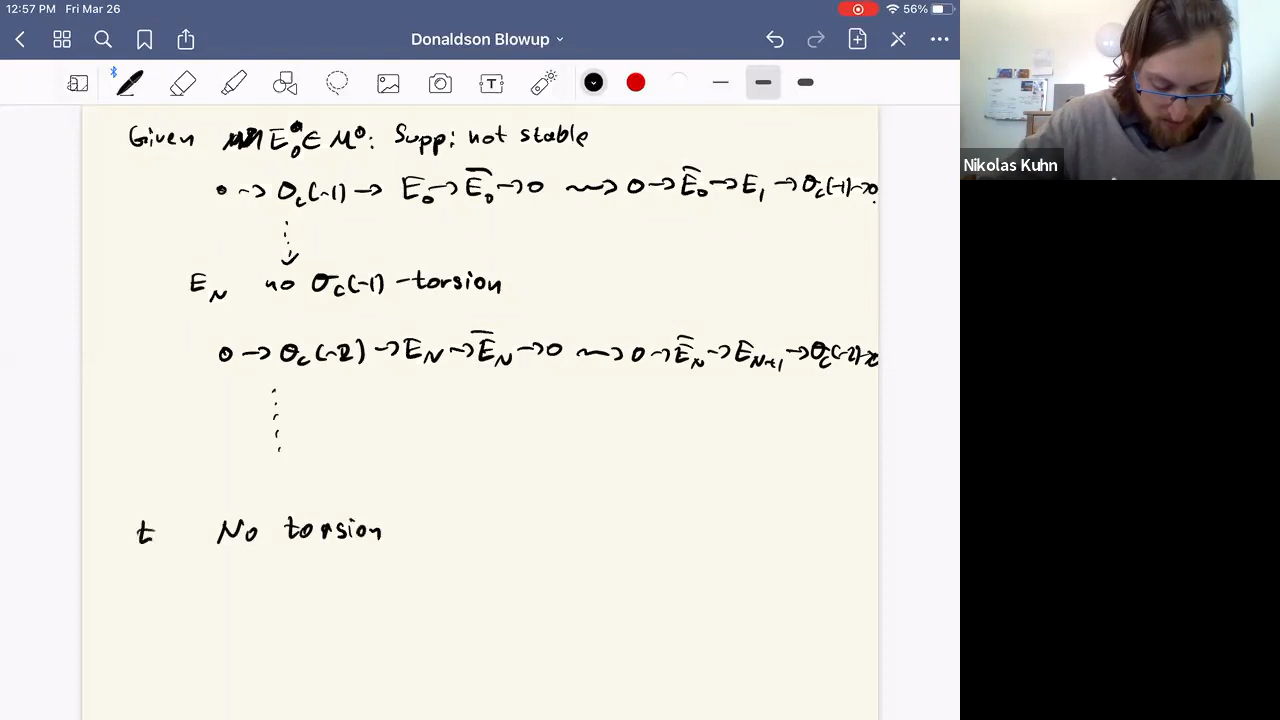 12:57 PM Fri Mar 26
56%
Donaldson Blowup
Given E₀• ∈ M⁰: Supp; not stable
0 → O_C(-1) → E₀ → Ē₀ → 0 ⇝ 0 → Ē₀ → E₁ → O_C(-1) → 0
E_N no O_C(-1) -torsion
0 → O_C(-2) → E_N → Ē_N → 0 ⇝ 0 → Ē_N → E_{N+1} → O_C(-2) → 0
t No torsion
Nikolas Kuhn